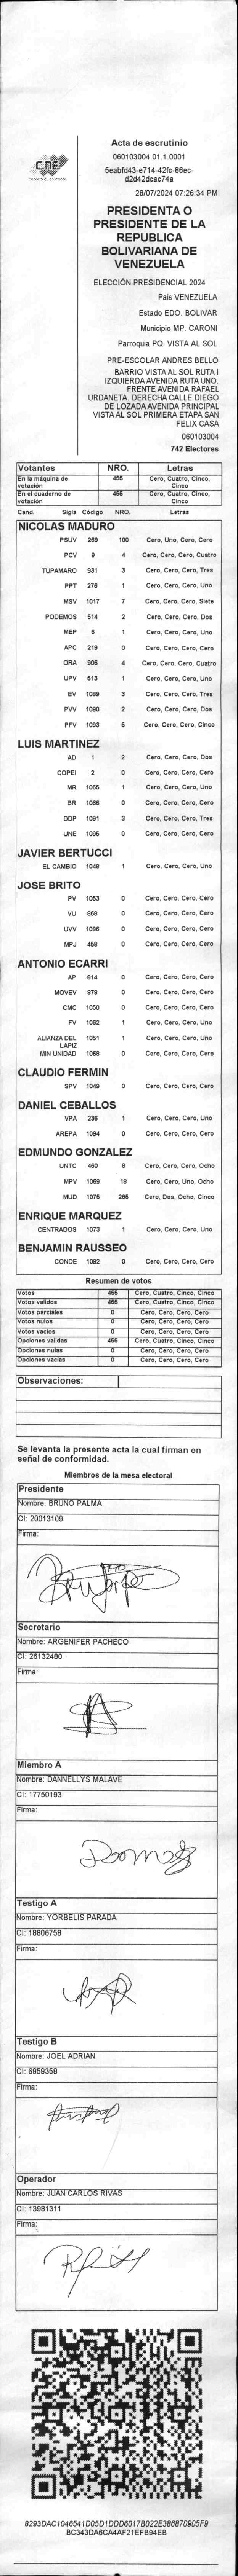 CNE
Acta de escrutinio
060103004.01.1.0001
5eabfd43-e714-42fc-86ec-
d2d42dcac74a
28/07/2024 07:26:34 PM
PRESIDENTA O
PRESIDENTE DE LA
REPUBLICA
BOLIVARIANA DE
VENEZUELA
ELECCIÓN PRESIDENCIAL 2024
Pais VENEZUELA
Estado EDO. BOLIVAR
Municipio MP. CARONI
Parroquia PQ. VISTA AL SOL
PRE-ESCOLAR ANDRES BELLO
BARRIO VISTA AL SOL RUTA I
IZQUIERDA AVENIDA RUTA UNO.
FRENTE AVENIDA RAFAEL
URDANETA. DERECHA CALLE DIEGO
DE LOZADA AVENIDA PRINCIPAL
VISTA AL SOL PRIMERA ETAPA SAN
FELIX CASA
060103004
742 Electores
Votantes NRO. Letras
En la máquina de votación 455 Cero, Cuatro, Cinco, Cinco
En el cuaderno de votación 455 Cero, Cuatro, Cinco, Cinco
Cand. Sigla Código NRO. Letras
NICOLAS MADURO
PSUV 269 100 Cero, Uno, Cero, Cero
PCV 9 4 Cero, Cero, Cero, Cuatro
TUPAMARO 931 3 Cero, Cero, Cero, Tres
PPT 276 1 Cero, Cero, Cero, Uno
MSV 1017 7 Cero, Cero, Cero, Siete
PODEMOS 514 2 Cero, Cero, Cero, Dos
MEP 6 1 Cero, Cero, Cero, Uno
APC 219 0 Cero, Cero, Cero, Cero
ORA 906 4 Cero, Cero, Cero, Cuatro
UPV 513 1 Cero, Cero, Cero, Uno
EV 1089 3 Cero, Cero, Cero, Tres
PVV 1090 2 Cero, Cero, Cero, Dos
PFV 1093 5 Cero, Cero, Cero, Cinco
LUIS MARTINEZ
AD 1 2 Cero, Cero, Cero, Dos
COPEI 2 0 Cero, Cero, Cero, Cero
MR 1065 1 Cero, Cero, Cero, Uno
BR 1066 0 Cero, Cero, Cero, Cero
DDP 1091 3 Cero, Cero, Cero, Tres
UNE 1095 0 Cero, Cero, Cero, Cero
JAVIER BERTUCCI
EL CAMBIO 1048 1 Cero, Cero, Cero, Uno
JOSE BRITO
PV 1053 0 Cero, Cero, Cero, Cero
VU 868 0 Cero, Cero, Cero, Cero
UVV 1096 0 Cero, Cero, Cero, Cero
MPJ 458 0 Cero, Cero, Cero, Cero
ANTONIO ECARRI
AP 914 0 Cero, Cero, Cero, Cero
MOVEV 878 0 Cero, Cero, Cero, Cero
CMC 1050 0 Cero, Cero, Cero, Cero
FV 1062 1 Cero, Cero, Cero, Uno
ALIANZA DEL LAPIZ 1051 1 Cero, Cero, Cero, Uno
MIN UNIDAD 1068 0 Cero, Cero, Cero, Cero
CLAUDIO FERMIN
SPV 1049 0 Cero, Cero, Cero, Cero
DANIEL CEBALLOS
VPA 236 1 Cero, Cero, Cero, Uno
AREPA 1094 0 Cero, Cero, Cero, Cero
EDMUNDO GONZALEZ
UNTC 460 8 Cero, Cero, Cero, Ocho
MPV 1069 18 Cero, Cero, Uno, Ocho
MUD 1075 285 Cero, Dos, Ocho, Cinco
ENRIQUE MARQUEZ
CENTRADOS 1073 1 Cero, Cero, Cero, Uno
BENJAMIN RAUSSEO
CONDE 1092 0 Cero, Cero, Cero, Cero
Resumen de votos
Votos 455 Cero, Cuatro, Cinco, Cinco
Votos validos 455 Cero, Cuatro, Cinco, Cinco
Votos parciales 0 Cero, Cero, Cero, Cero
Votos nulos 0 Cero, Cero, Cero, Cero
Votos vacios 0 Cero, Cero, Cero, Cero
Opciones validas 455 Cero, Cuatro, Cinco, Cinco
Opciones nulas 0 Cero, Cero, Cero, Cero
Opciones vacias 0 Cero, Cero, Cero, Cero
Observaciones:
Se levanta la presente acta la cual firman en
señal de conformidad.
Miembros de la mesa electoral
Presidente
Nombre: BRUNO PALMA
CI: 20013109
Firma:
Secretario
Nombre: ARGENIFER PACHECO
CI: 26132480
Firma:
Miembro A
Nombre: DANNELLYS MALAVE
CI: 17750193
Firma:
Testigo A
Nombre: YORBELIS PARADA
CI: 18806758
Firma:
Testigo B
Nombre: JOEL ADRIAN
CI: 6959358
Firma:
Operador
Nombre: JUAN CARLOS RIVAS
CI: 13981311
Firma:
8293DAC1046541D05D1DDD6017B022E386870905F9
BC343DA6CA4AF21EFB94EB